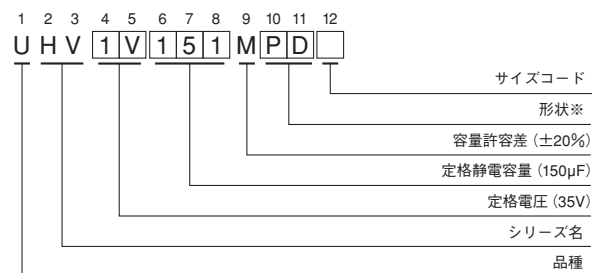 1 2 3 4 5 6 7 8 9 10 11 12
U H V 1 V 1 5 1 M P D
サイズコード
形状※
容量許容差 (±20%)
定格静電容量 (150µF)
定格電圧 (35V)
シリーズ名
品種